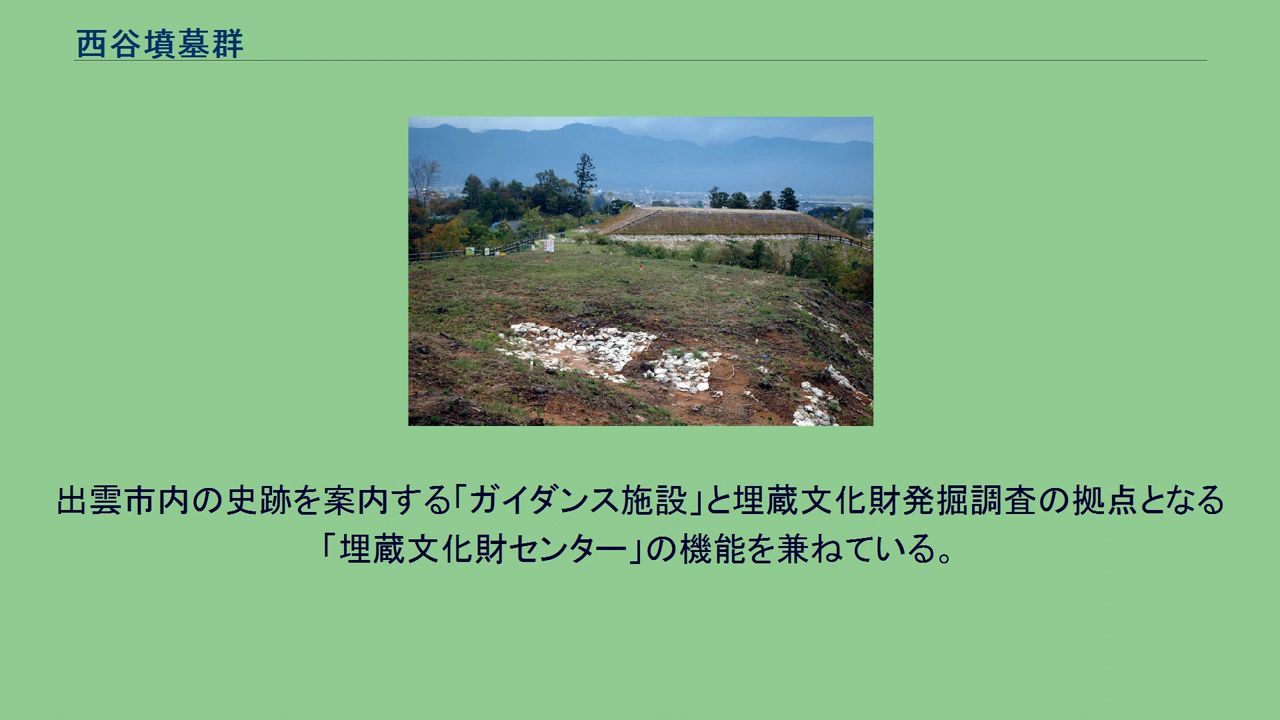 西谷墳墓群
出雲市内の史跡を案内する｢ガイダンス施設｣と埋蔵文化財発掘調査の拠点となる
｢埋蔵文化財センター｣の機能を兼ねている。